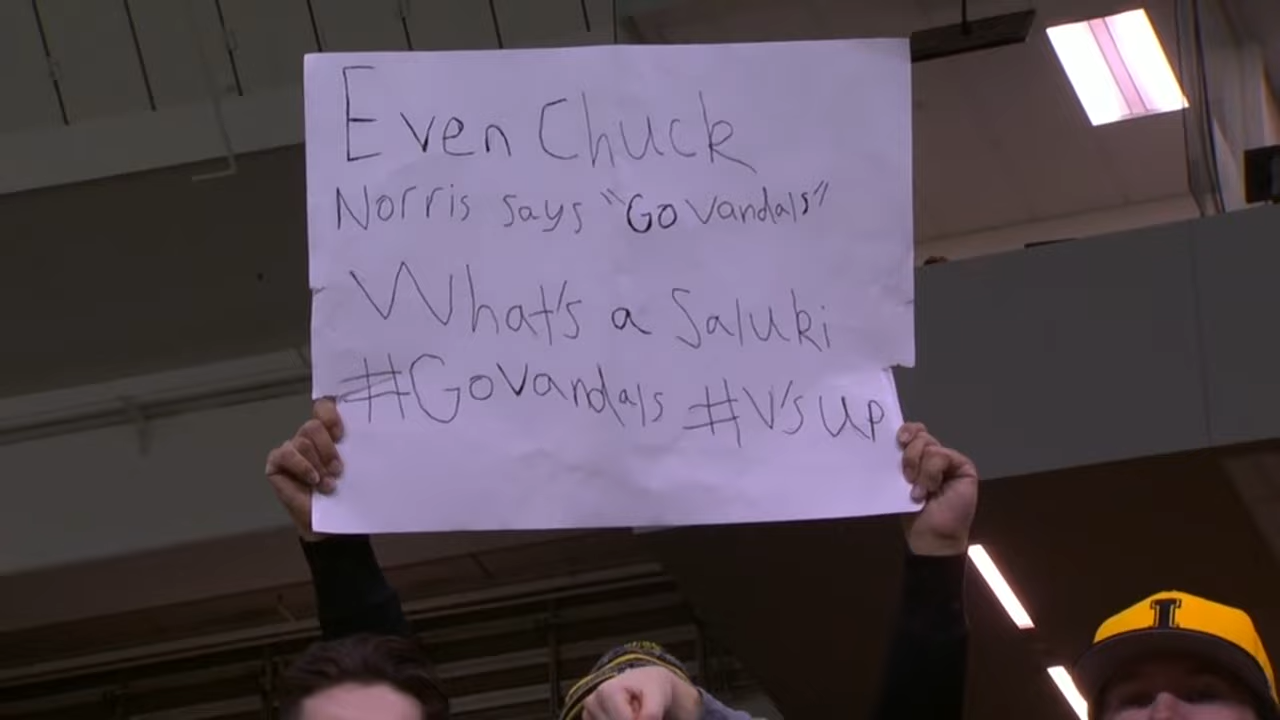 Even Chuck
Norris says "Go Vandals"
What's a Saluki
#GoVandals #V's UP
I